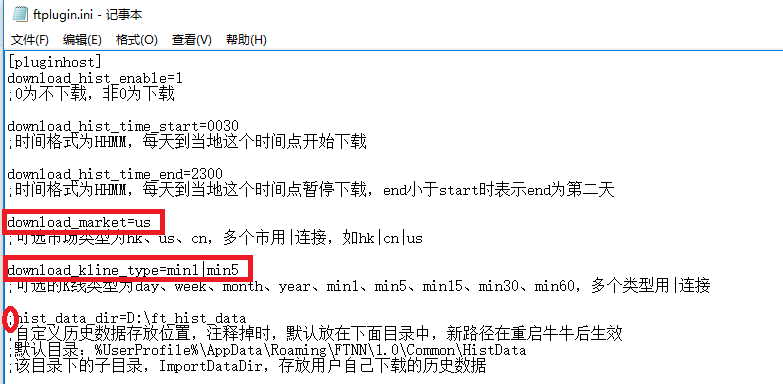 ftplugin.ini - 记事本
文件(F) 编辑(E) 格式(O) 查看(V) 帮助(H)
[pluginhost]
download_hist_enable=1
;0为不下载，非0为下载
download_hist_time_start=0030
;时间格式为HHMM，每天到当地这个时间点开始下载
download_hist_time_end=2300
;时间格式为HHMM，每天到当地这个时间点暂停下载，end小于start时表示end为第二天
download_market=us
;可选市场类型为hk、us、cn，多个市用|连接，如hk|cn|us
download_kline_type=min1|min5
;可选的K线类型为day、week、month、year、min1、min5、min15、min30、min60，多个类型用|连接
;hist_data_dir=D:\ft_hist_data
;自定义历史数据存放位置，注释掉时，默认放在下面目录中，新路径在重启牛牛后生效
;默认目录：%UserProfile%\AppData\Roaming\FTNN\1.0\Common\HistData
;该目录下的子目录，ImportDataDir，存放用户自己下载的历史数据